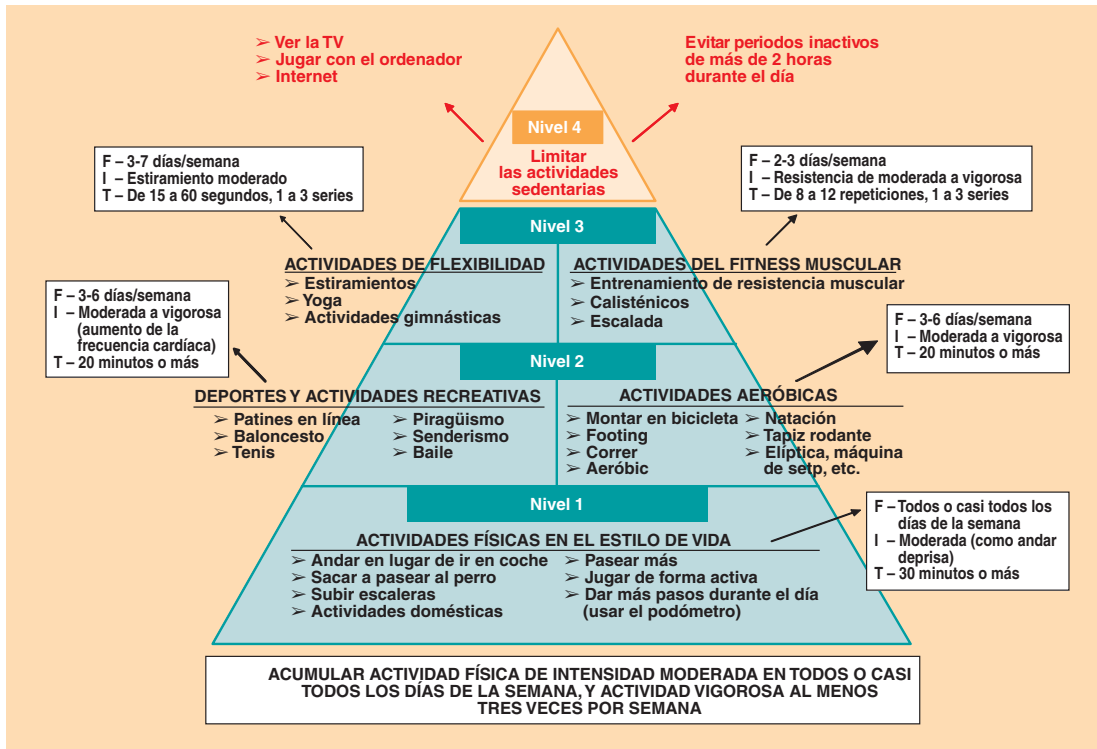 ➢ Ver la TV
➢ Jugar con el ordenador
➢ Internet
Evitar periodos inactivos
de más de 2 horas
durante el día
Nivel 4
Limitar
las actividades
sedentarias
F – 3-7 días/semana
I – Estiramiento moderado
T – De 15 a 60 segundos, 1 a 3 series
F – 2-3 días/semana
I – Resistencia de moderada a vigorosa
T – De 8 a 12 repeticiones, 1 a 3 series
Nivel 3
ACTIVIDADES DE FLEXIBILIDAD
➢ Estiramientos
➢ Yoga
➢ Actividades gimnásticas
ACTIVIDADES DEL FITNESS MUSCULAR
➢ Entrenamiento de resistencia muscular
➢ Calisténicos
➢ Escalada
F – 3-6 días/semana
I – Moderada a vigorosa
(aumento de la
frecuencia cardíaca)
T – 20 minutos o más
F – 3-6 días/semana
I – Moderada a vigorosa
T – 20 minutos o más
Nivel 2
DEPORTES Y ACTIVIDADES RECREATIVAS
➢ Patines en línea
➢ Baloncesto
➢ Tenis
➢ Piragüismo
➢ Senderismo
➢ Baile
ACTIVIDADES AERÓBICAS
➢ Montar en bicicleta
➢ Footing
➢ Correr
➢ Aeróbic
➢ Natación
➢ Tapiz rodante
➢ Elíptica, máquina
de setp, etc.
Nivel 1
F – Todos o casi todos los
días de la semana
I – Moderada (como andar
deprisa)
T – 30 minutos o más
ACTIVIDADES FÍSICAS EN EL ESTILO DE VIDA
➢ Andar en lugar de ir en coche
➢ Sacar a pasear al perro
➢ Subir escaleras
➢ Actividades domésticas
➢ Pasear más
➢ Jugar de forma activa
➢ Dar más pasos durante el día
(usar el podómetro)
ACUMULAR ACTIVIDAD FÍSICA DE INTENSIDAD MODERADA EN TODOS O CASI
TODOS LOS DÍAS DE LA SEMANA, Y ACTIVIDAD VIGOROSA AL MENOS
TRES VECES POR SEMANA